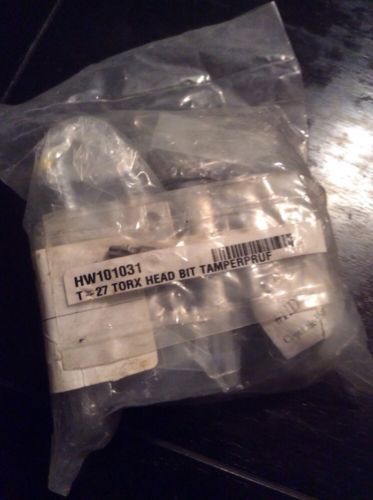 HW101031
T-27 TORX HEAD BIT TAMPERPRUF